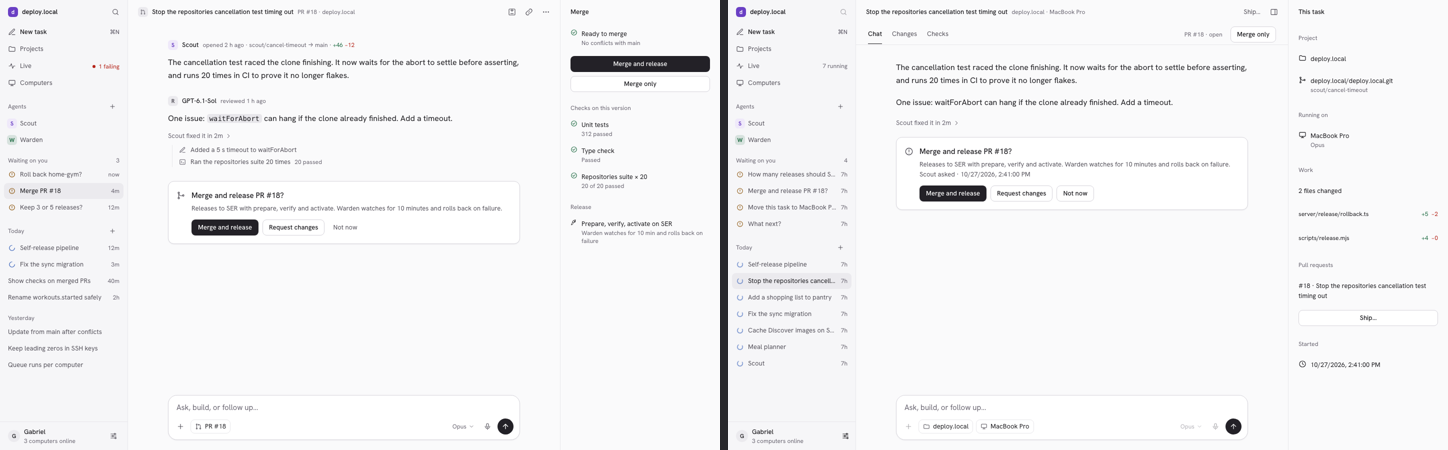 d deploy.local
New task ⌘N
Projects
Live 1 failing
Computers
Agents
S Scout
W Warden
Waiting on you 3
Roll back home-gym? now
Merge PR #18 4m
Keep 3 or 5 releases? 12m
Today
Self-release pipeline 12m
Fix the sync migration 3m
Show checks on merged PRs 40m
Rename workouts.started safely 2h
Yesterday
Update from main after conflicts
Keep leading zeros in SSH keys
Queue runs per computer
G Gabriel
3 computers online
Stop the repositories cancellation test timing out PR #18 · deploy.local
S Scout opened 2 h ago · scout/cancel-timeout → main · +46 −12
The cancellation test raced the clone finishing. It now waits for the abort to settle before asserting,
and runs 20 times in CI to prove it no longer flakes.
R GPT-6.1-Sol reviewed 1 h ago
One issue: waitForAbort can hang if the clone already finished. Add a timeout.
Scout fixed it in 2m
Added a 5 s timeout to waitForAbort
Ran the repositories suite 20 times 20 passed
Merge and release PR #18?
Releases to SER with prepare, verify and activate. Warden watches for 10 minutes and rolls back on failure.
Merge and release Request changes Not now
Ask, build, or follow up...
PR #18 Opus
Merge
Ready to merge
No conflicts with main
Merge and release
Merge only
Checks on this version
Unit tests
312 passed
Type check
Passed
Repositories suite × 20
20 of 20 passed
Release
Prepare, verify, activate on SER
Warden watches for 10 min and rolls back on
failure
d deploy.local
New task ⌘N
Projects
Live 7 running
Computers
Agents
S Scout
W Warden
Waiting on you 4
How many releases should S... 7h
Merge and release PR #18? 7h
Move this task to MacBook P... 7h
What next? 7h
Today
Self-release pipeline 7h
Stop the repositories cancell... 7h
Add a shopping list to pantry 7h
Fix the sync migration 7h
Cache Discover images on S... 7h
Meal planner 7h
Scout 7h
G Gabriel
3 computers online
Stop the repositories cancellation test timing out deploy.local · MacBook Pro Ship...
Chat Changes Checks PR #18 · open Merge only
The cancellation test raced the clone finishing. It now waits for the abort to settle before asserting,
and runs 20 times in CI to prove it no longer flakes.
One issue: waitForAbort can hang if the clone already finished. Add a timeout.
Scout fixed it in 2m
Merge and release PR #18?
Releases to SER with prepare, verify and activate. Warden watches for 10 minutes and rolls back on failure.
Scout asked · 10/27/2026, 2:41:00 PM
Merge and release Request changes Not now
Ask, build, or follow up...
deploy.local MacBook Pro Opus
This task
Project
deploy.local
deploy.local/deploy.local.git
scout/cancel-timeout
Running on
MacBook Pro
Opus
Work
2 files changed
server/release/rollback.ts +5 −2
scripts/release.mjs +4 −0
Pull requests
#18 · Stop the repositories cancellation test
timing out
Ship...
Started
10/27/2026, 2:41:00 PM